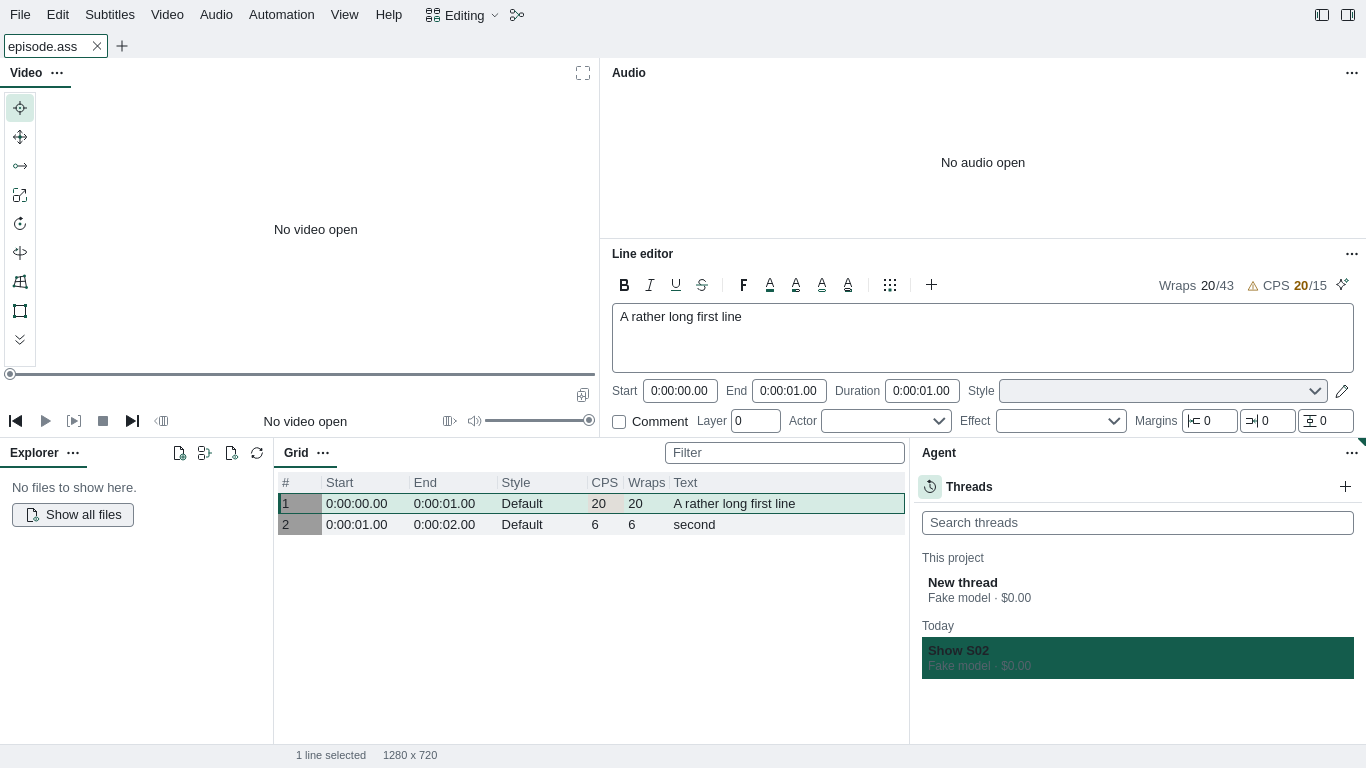 File Edit Subtitles Video Audio Automation View Help Editing
episode.ass
Video
No video open
No video open
Audio
No audio open
Line editor
B I U S F A A A A Wraps 20/43 CPS 20/15
A rather long first line
Start 0:00:00.00 End 0:00:01.00 Duration 0:00:01.00 Style
Comment Layer 0 Actor Effect Margins 0 0 0
Explorer
No files to show here.
Show all files
Grid Filter
# Start End Style CPS Wraps Text
1 0:00:00.00 0:00:01.00 Default 20 20 A rather long first line
2 0:00:01.00 0:00:02.00 Default 6 6 second
Agent
Threads
Search threads
This project
New thread
Fake model · $0.00
Today
Show S02
Fake model · $0.00
1 line selected 1280 x 720